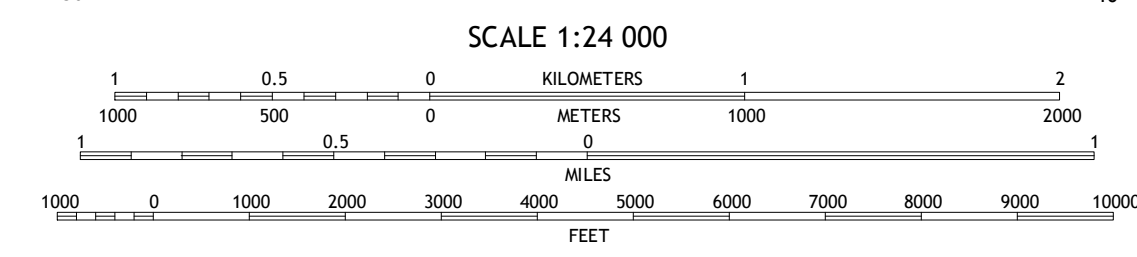 SCALE 1:24 000
1 0.5 0 KILOMETERS 1 2
1000 500 0 METERS 1000 2000
1 0.5 0 1
MILES
1000 0 1000 2000 3000 4000 5000 6000 7000 8000 9000 10000
FEET